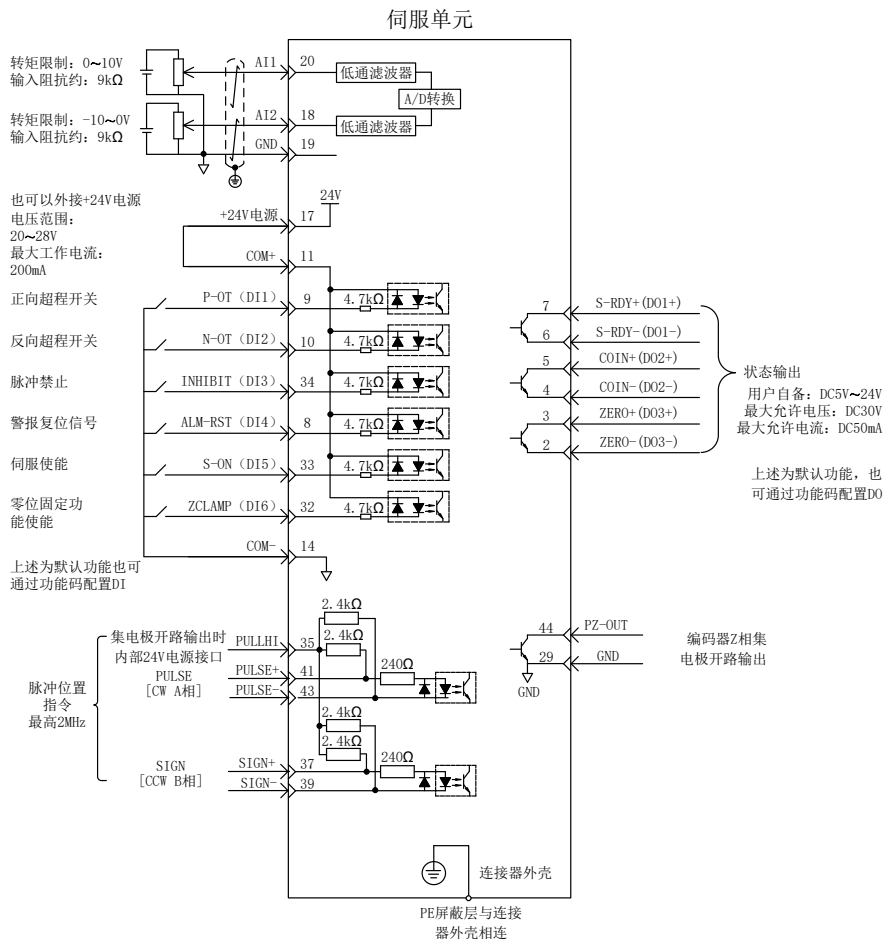 伺服单元
转矩限制：0~10V
输入阻抗约：9kΩ
AI1
20
低通滤波器
A/D转换
转矩限制：-10~0V
输入阻抗约：9kΩ
AI2
18
低通滤波器
GND
19
也可以外接+24V电源
电压范围：
20~28V
最大工作电流：
200mA
24V
+24V电源
17
COM+
11
正向超程开关
P-OT（DI1）
9
4.7kΩ
反向超程开关
N-OT（DI2）
10
4.7kΩ
脉冲禁止
INHIBIT（DI3）
34
4.7kΩ
警报复位信号
ALM-RST（DI4）
8
4.7kΩ
伺服使能
S-ON（DI5）
33
4.7kΩ
零位固定功
能使能
ZCLAMP（DI6）
32
4.7kΩ
COM-
14
上述为默认功能也可
通过功能码配置DI
7
S-RDY+(DO1+)
6
S-RDY-(DO1-)
5
COIN+(DO2+)
4
COIN-(DO2-)
3
ZERO+(DO3+)
2
ZERO-(DO3-)
状态输出
用户自备：DC5V~24V
最大允许电压：DC30V
最大允许电流：DC50mA
上述为默认功能，也
可通过功能码配置DO
脉冲位置
指令
最高2MHz
集电极开路输出时
内部24V电源接口
PULLHI
35
2.4kΩ
2.4kΩ
PULSE
[CW A相]
PULSE+
41
240Ω
PULSE-
43
2.4kΩ
2.4kΩ
SIGN
[CCW B相]
SIGN+
37
240Ω
SIGN-
39
44
PZ-OUT
29
GND
GND
编码器Z相集
电极开路输出
连接器外壳
PE屏蔽层与连接
器外壳相连